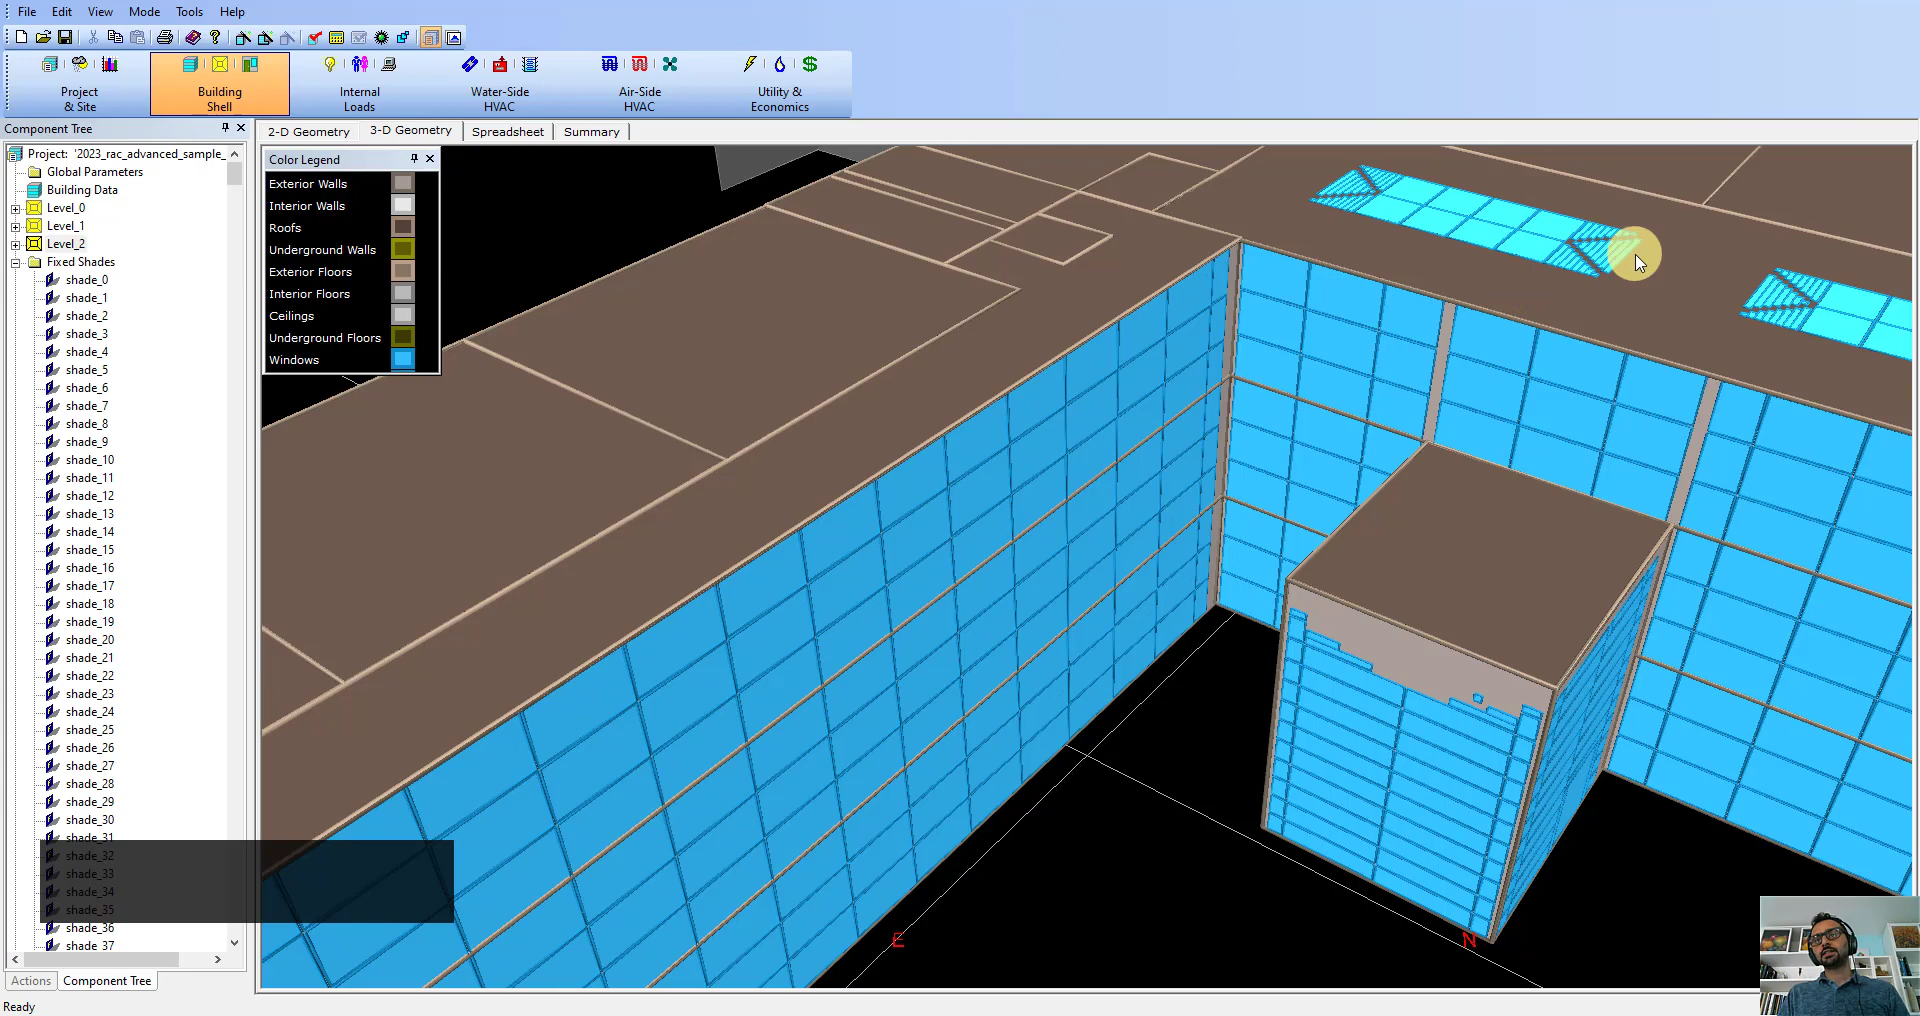 File Edit View Mode Tools Help
Project & Site
Building Shell
Internal Loads
Water-Side HVAC
Air-Side HVAC
Utility & Economics
Component Tree
Project: '2023_rac_advanced_sample_
Global Parameters
Building Data
Level_0
Level_1
Level_2
Fixed Shades
shade_0
shade_1
shade_2
shade_3
shade_4
shade_5
shade_6
shade_7
shade_8
shade_9
shade_10
shade_11
shade_12
shade_13
shade_14
shade_15
shade_16
shade_17
shade_18
shade_19
shade_20
shade_21
shade_22
shade_23
shade_24
shade_25
shade_26
shade_27
shade_28
shade_29
shade_30
shade_31
shade_32
shade_33
shade_34
shade_35
shade_36
shade_37
Actions Component Tree
Ready
2-D Geometry 3-D Geometry Spreadsheet Summary
Color Legend
Exterior Walls
Interior Walls
Roofs
Underground Walls
Exterior Floors
Interior Floors
Ceilings
Underground Floors
Windows
E
N